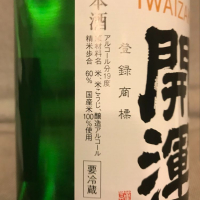 IWAIZA
開運
登録商標
本酒
アルコール分19度
原材料名 米、米こうじ、醸造アルコール
精米歩合 60% 国産米100%使用
要冷蔵